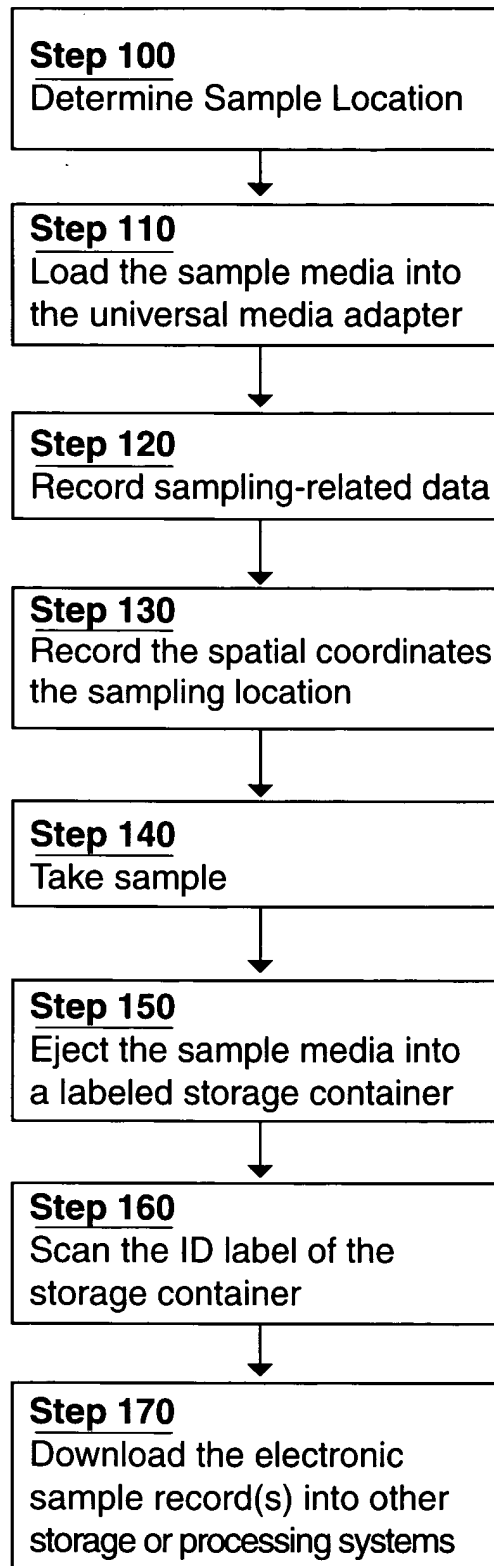 Step 100
Determine Sample Location
Step 110
Load the sample media into
the universal media adapter
Step 120
Record sampling-related data
Step 130
Record the spatial coordinates
the sampling location
Step 140
Take sample
Step 150
Eject the sample media into
a labeled storage container
Step 160
Scan the ID label of the
storage container
Step 170
Download the electronic
sample record(s) into other
storage or processing systems